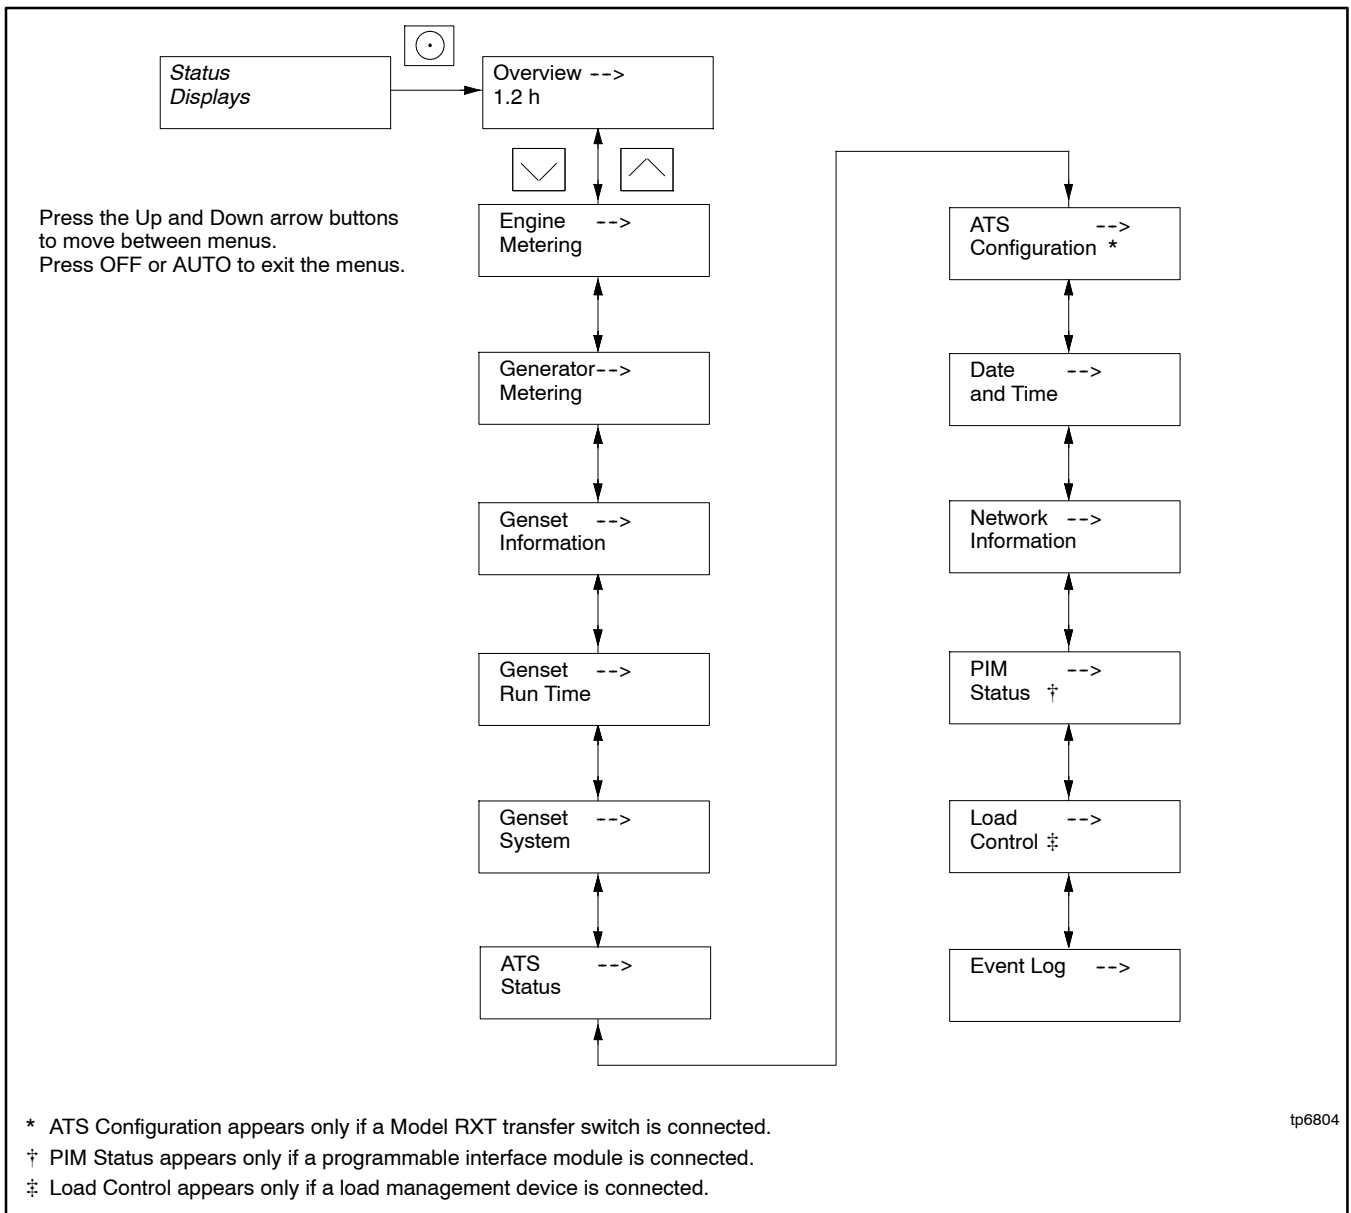 Status
Displays
Overview -->
1.2 h
Press the Up and Down arrow buttons
to move between menus.
Press OFF or AUTO to exit the menus.
Engine -->
Metering
Generator-->
Metering
Genset -->
Information
Genset -->
Run Time
Genset -->
System
ATS -->
Status
ATS -->
Configuration *
Date -->
and Time
Network -->
Information
PIM -->
Status †
Load -->
Control ‡
Event Log -->
* ATS Configuration appears only if a Model RXT transfer switch is connected.
† PIM Status appears only if a programmable interface module is connected.
‡ Load Control appears only if a load management device is connected.
tp6804